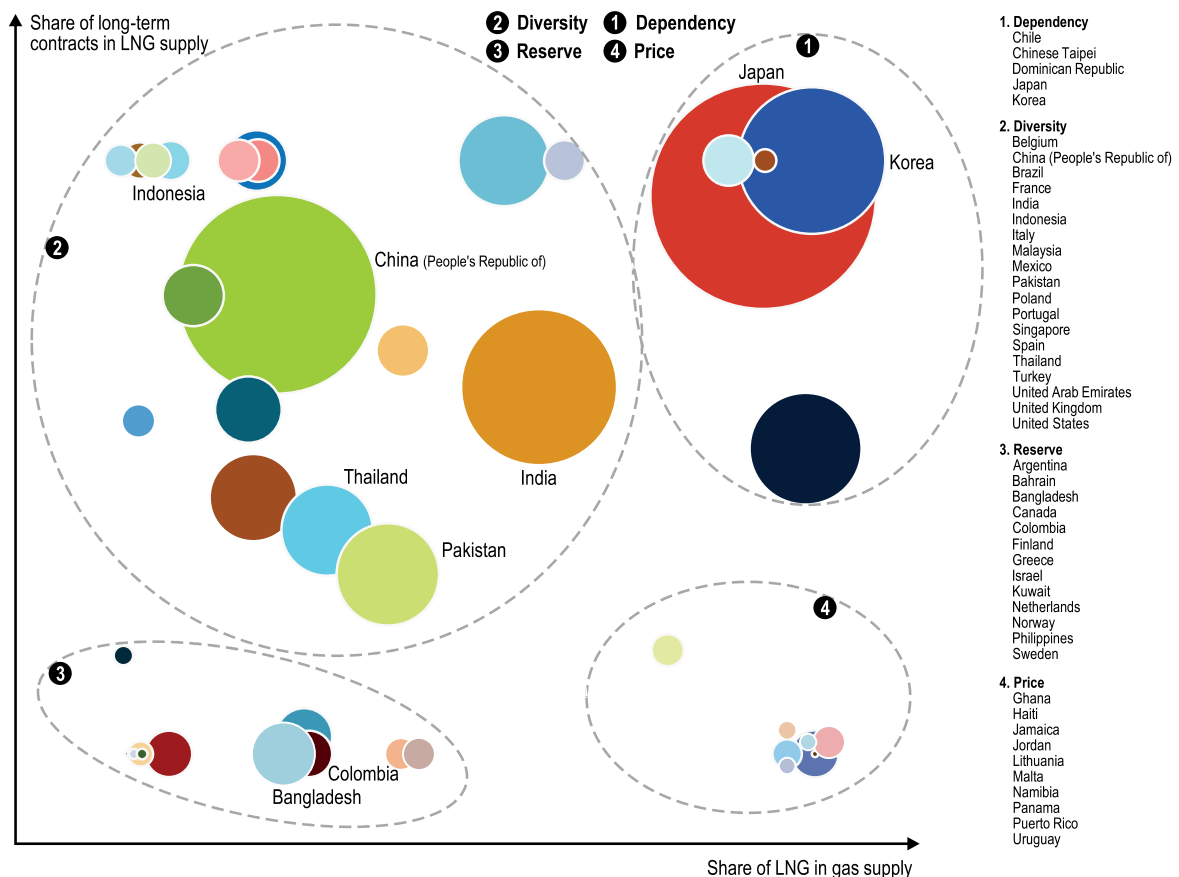 Share of long-term
contracts in LNG supply
2 Diversity 1 Dependency
3 Reserve 4 Price
1
Japan
Korea
Indonesia
2
China (People's Republic of)
India
Thailand
Pakistan
4
3
Colombia
Bangladesh
Share of LNG in gas supply
1. Dependency
Chile
Chinese Taipei
Dominican Republic
Japan
Korea
2. Diversity
Belgium
China (People's Republic of)
Brazil
France
India
Indonesia
Italy
Malaysia
Mexico
Pakistan
Poland
Portugal
Singapore
Spain
Thailand
Turkey
United Arab Emirates
United Kingdom
United States
3. Reserve
Argentina
Bahrain
Bangladesh
Canada
Colombia
Finland
Greece
Israel
Kuwait
Netherlands
Norway
Philippines
Sweden
4. Price
Ghana
Haiti
Jamaica
Jordan
Lithuania
Malta
Namibia
Panama
Puerto Rico
Uruguay